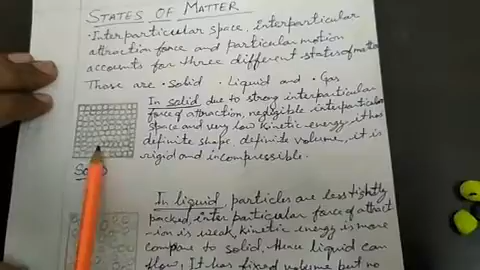 STATES OF MATTER
· Interparticular space, Interparticular
attraction force and particular motion
accounts for three different states of matter
Those are · Solid · Liquid and · Gas
In solid due to strong interparticular
force of attraction, negligible interparticular
space and very low kinetic energy, it has
definite shape, definite volume, it is
rigid and incompressible.
Solid
In liquid, particles are less tightly
packed, inter particular force of attract
-ion is weak, kinetic energy is more
compare to solid, Hence liquid can
flow. It has fixed volume but no